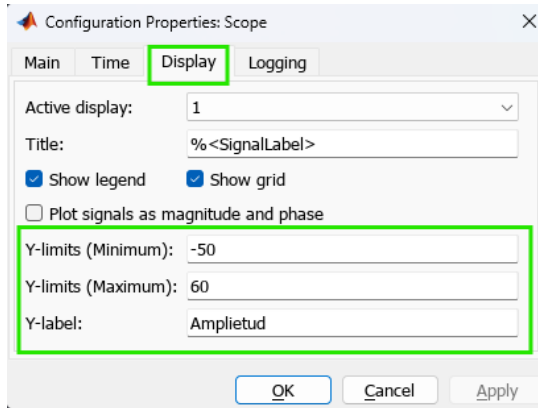 Configuration Properties: Scope
Main Time Display Logging
Active display: 1
Title: %<SignalLabel>
Show legend Show grid
Plot signals as magnitude and phase
Y-limits (Minimum): -50
Y-limits (Maximum): 60
Y-label: Amplietud
OK Cancel Apply